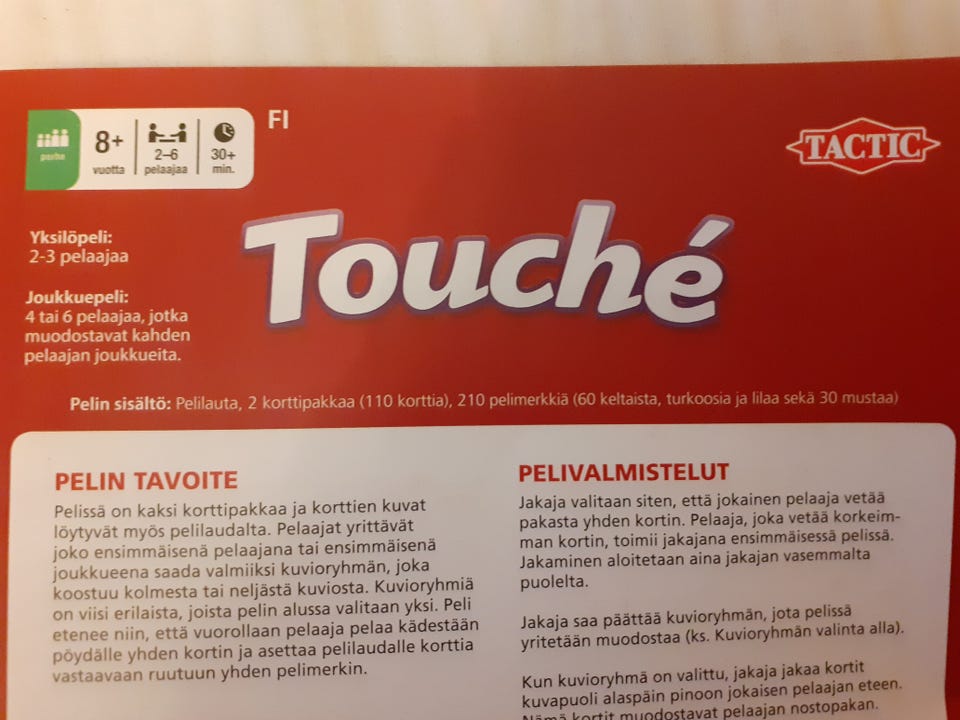 perhe
8+
vuotta
2–6
pelaajaa
30+
min.
FI
TACTIC
Touché
Yksilöpeli:
2-3 pelaajaa
Joukkuepeli:
4 tai 6 pelaajaa, jotka
muodostavat kahden
pelaajan joukkueita.
Pelin sisältö: Pelilauta, 2 korttipakkaa (110 korttia), 210 pelimerkkiä (60 keltaista, turkoosia ja lilaa sekä 30 mustaa)
PELIN TAVOITE
Pelissä on kaksi korttipakkaa ja korttien kuvat
löytyvät myös pelilaudalta. Pelaajat yrittävät
joko ensimmäisenä pelaajana tai ensimmäisenä
joukkueena saada valmiiksi kuvioryhmän, joka
koostuu kolmesta tai neljästä kuviosta. Kuvioryhmiä
on viisi erilaista, joista pelin alussa valitaan yksi. Peli
etenee niin, että vuorollaan pelaaja pelaa kädestään
pöydälle yhden kortin ja asettaa pelilaudalle korttia
vastaavaan ruutuun yhden pelimerkin.
PELIVALMISTELUT
Jakaja valitaan siten, että jokainen pelaaja vetää
pakasta yhden kortin. Pelaaja, joka vetää korkeim-
man kortin, toimii jakajana ensimmäisessä pelissä.
Jakaminen aloitetaan aina jakajan vasemmalta
puolelta.
Jakaja saa päättää kuvioryhmän, jota pelissä
yritetään muodostaa (ks. Kuvioryhmän valinta alla).
Kun kuvioryhmä on valittu, jakaja jakaa kortit
kuvapuoli alaspäin pinoon jokaisen pelaajan eteen.
Nämä kortit muodostavat pelaajan nostopakan.